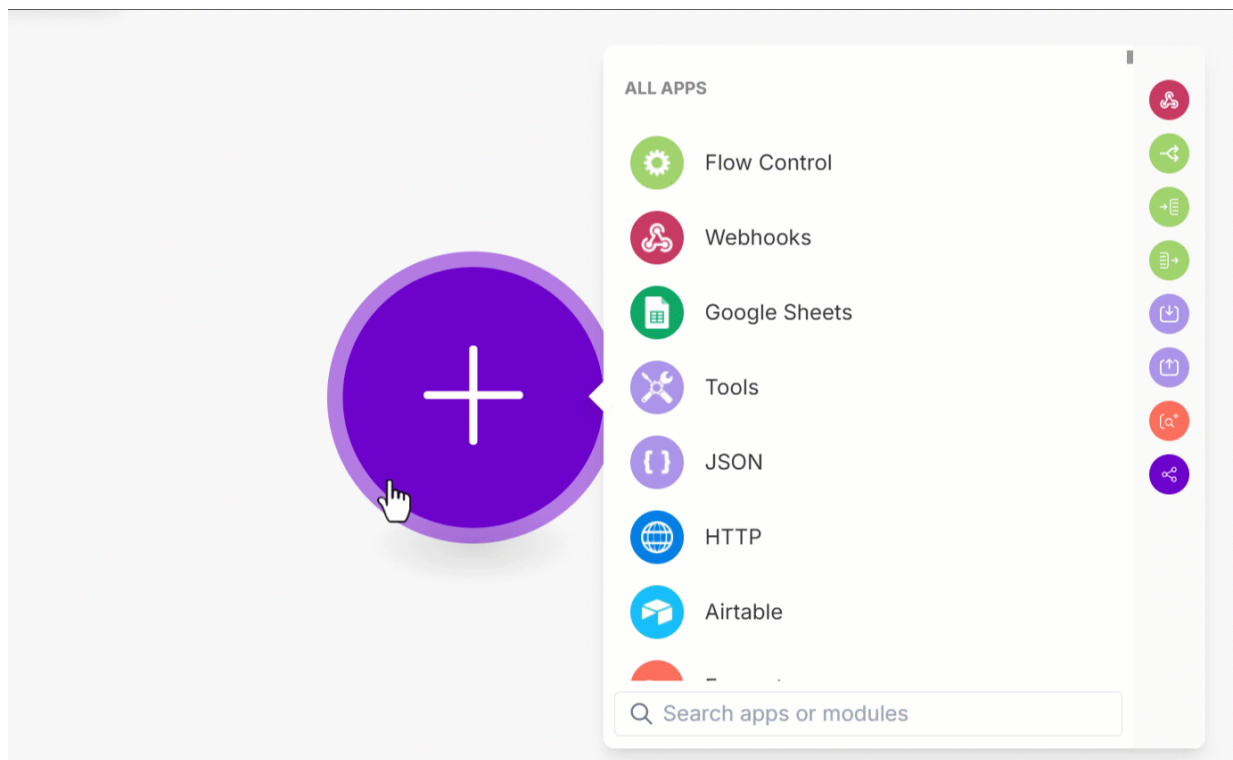 ALL APPS
Flow Control
Webhooks
Google Sheets
Tools
JSON
HTTP
Airtable
Search apps or modules